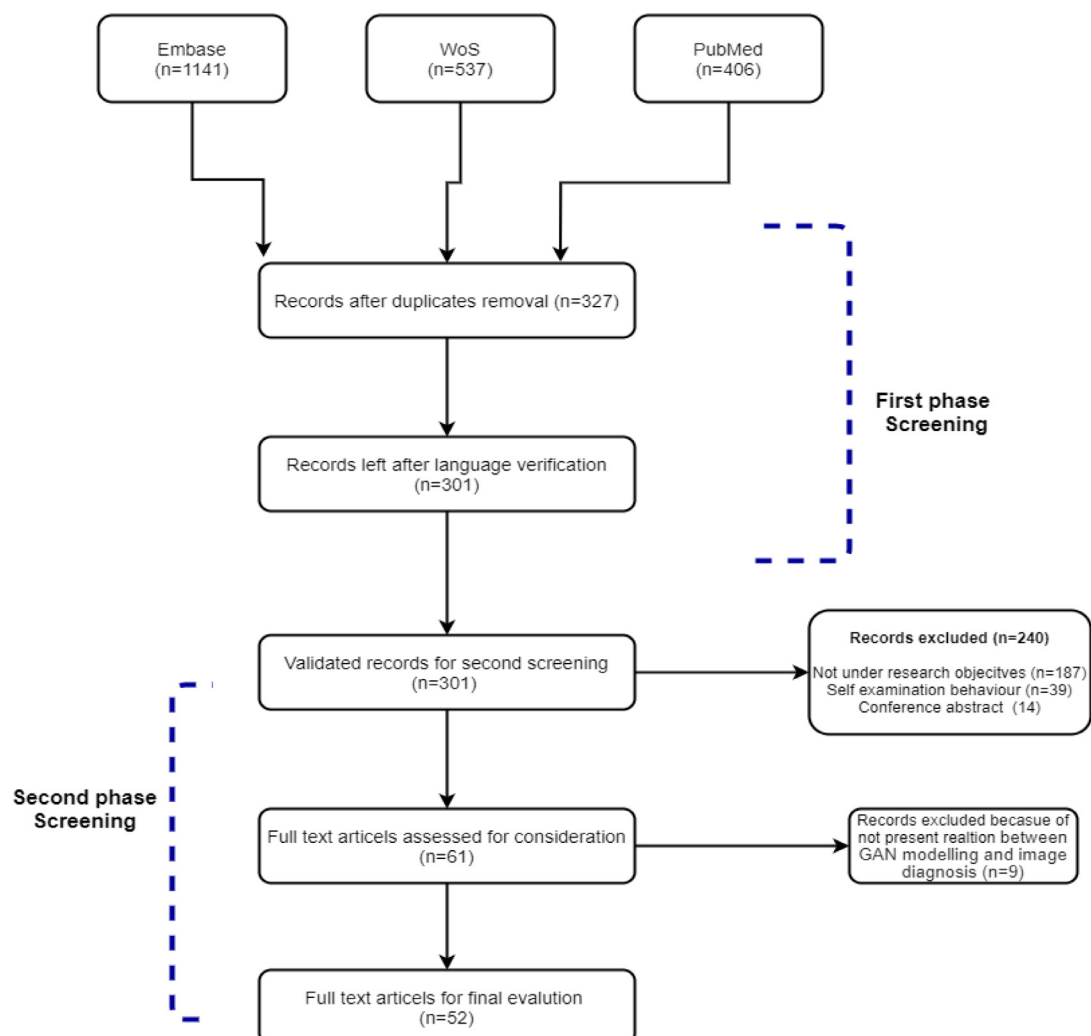 Embase
(n=1141)
WoS
(n=537)
PubMed
(n=406)
Records after duplicates removal (n=327)
First phase
Screening
Records left after language verification
(n=301)
Validated records for second screening
(n=301)
Records excluded (n=240)
Not under research objecitves (n=187)
Self examination behaviour (n=39)
Conference abstract (14)
Second phase
Screening
Full text articels assessed for consideration
(n=61)
Records excluded becasue of
not present realtion between
GAN modelling and image
diagnosis (n=9)
Full text articels for final evalution
(n=52)